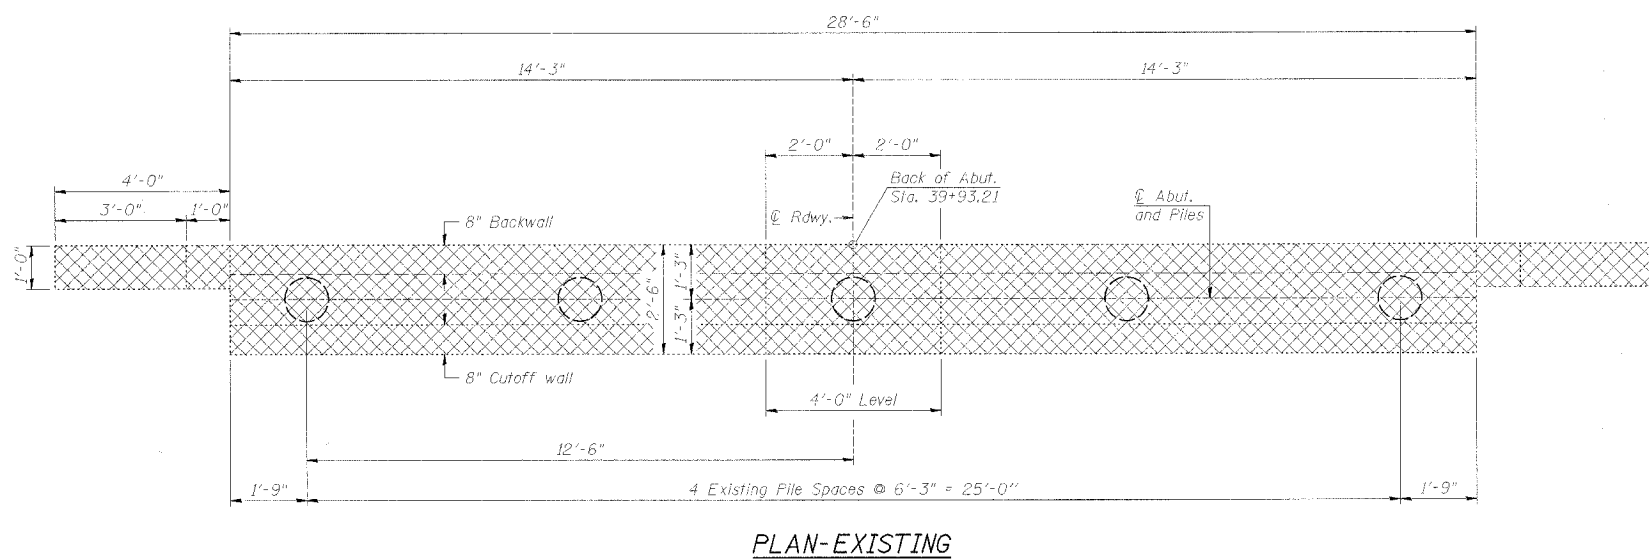 28'-6"
14'-3"
14'-3"
2'-0"
2'-0"
4'-0"
Back of Abut.
Sta. 39+93.21
℄ Abut.
and Piles
3'-0"
1'-0"
℄ Rdwy.
8" Backwall
1'-0"
2'-6"
1'-3"
1'-3"
8" Cutoff wall
4'-0" Level
12'-6"
1'-9"
4 Existing Pile Spaces @ 6'-3" = 25'-0"
1'-9"
PLAN-EXISTING